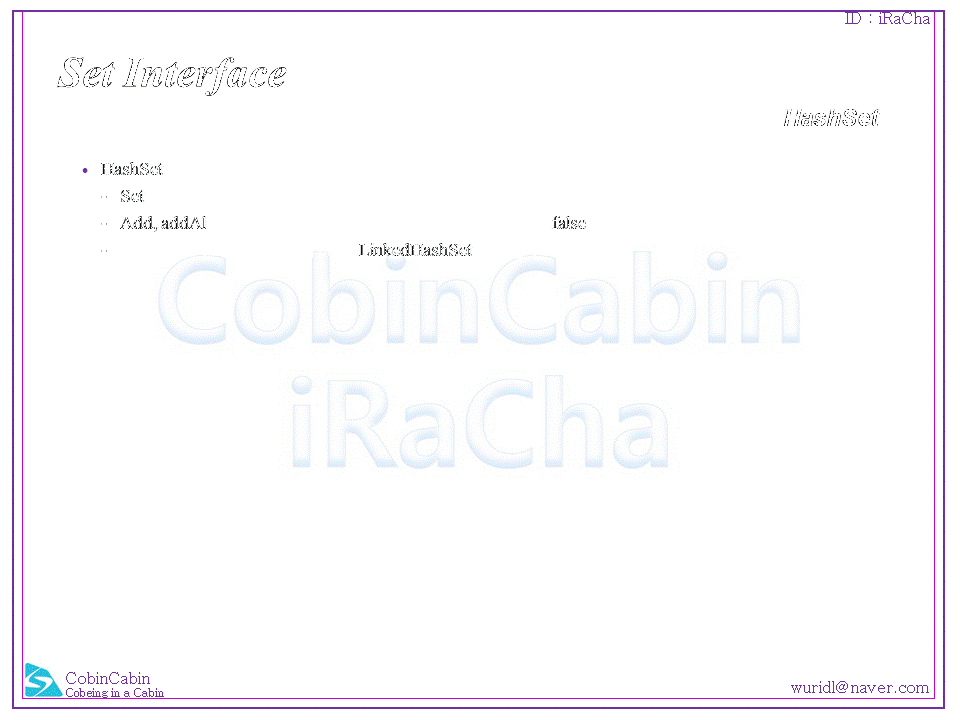 ID : iRaCha
Set Interface
HashSet
• HashSet
Set
Add, addAl false
LinkedHashSet
CobinCabin
iRaCha
CobinCabin
Cobeing in a Cabin
wuridl@naver.com